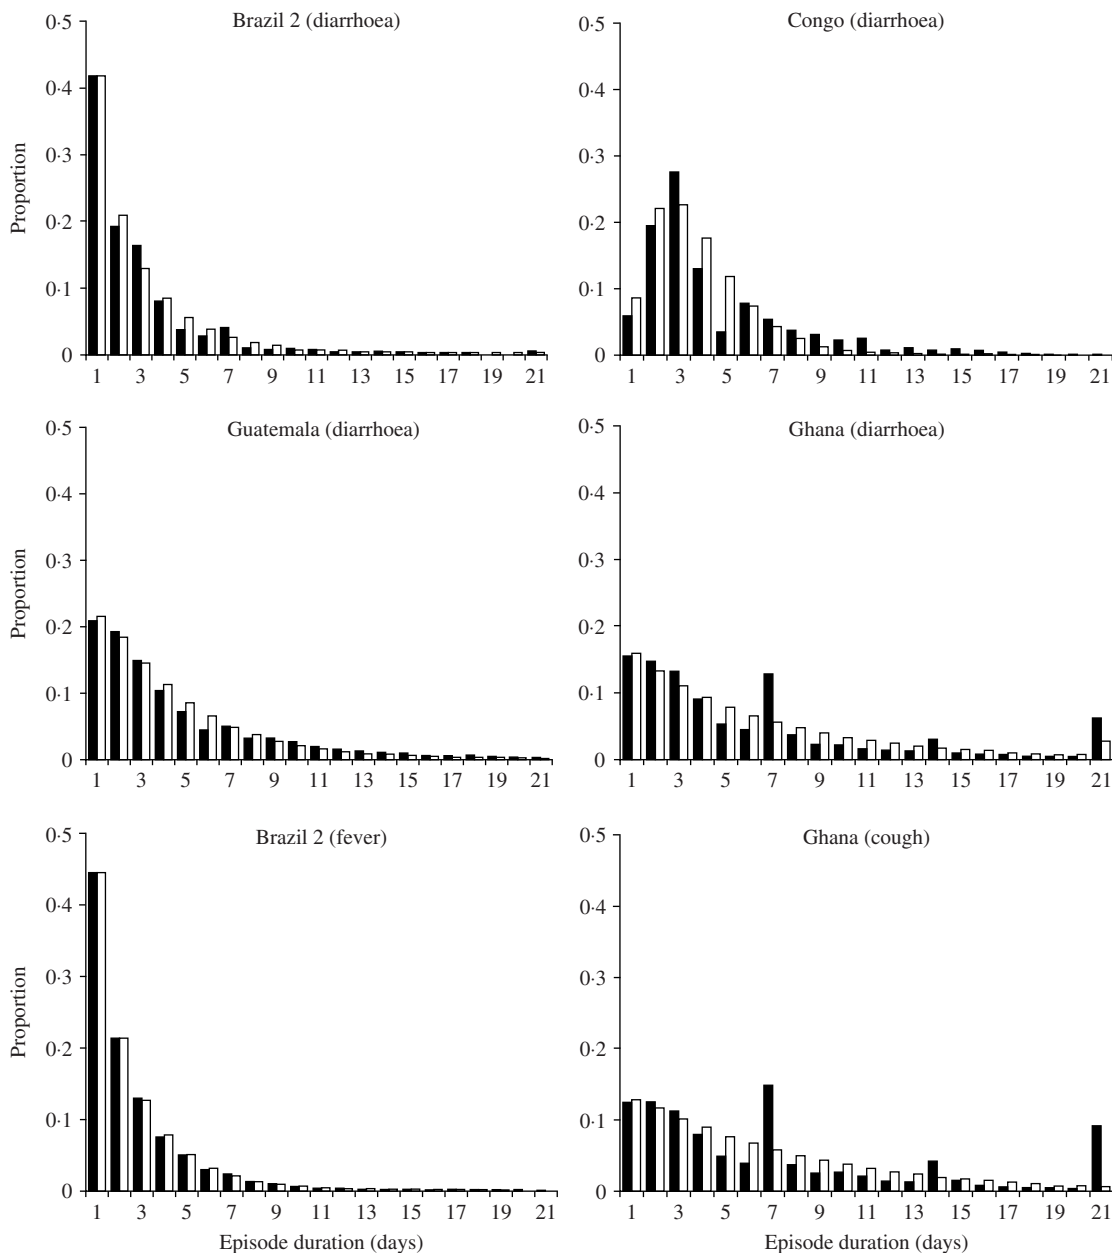 Brazil 2 (diarrhoea)
0·5
0·4
0·3
0·2
0·1
0
Proportion
1 3 5 7 9 11 13 15 17 19 21
Congo (diarrhoea)
0·5
0·4
0·3
0·2
0·1
0
1 3 5 7 9 11 13 15 17 19 21
Guatemala (diarrhoea)
0·5
0·4
0·3
0·2
0·1
0
Proportion
1 3 5 7 9 11 13 15 17 19 21
Ghana (diarrhoea)
0·5
0·4
0·3
0·2
0·1
0
1 3 5 7 9 11 13 15 17 19 21
Brazil 2 (fever)
0·5
0·4
0·3
0·2
0·1
0
Proportion
1 3 5 7 9 11 13 15 17 19 21
Episode duration (days)
Ghana (cough)
0·5
0·4
0·3
0·2
0·1
0
1 3 5 7 9 11 13 15 17 19 21
Episode duration (days)